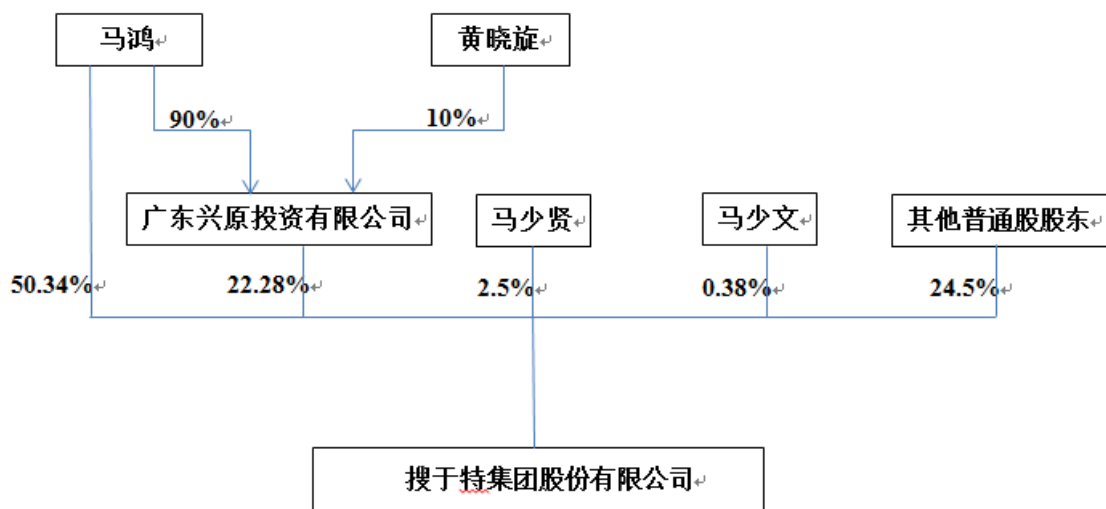 马鸿
黄晓旋
90%
10%
广东兴原投资有限公司
马少贤
马少文
其他普通股股东
50.34%
22.28%
2.5%
0.38%
24.5%
搜于特集团股份有限公司